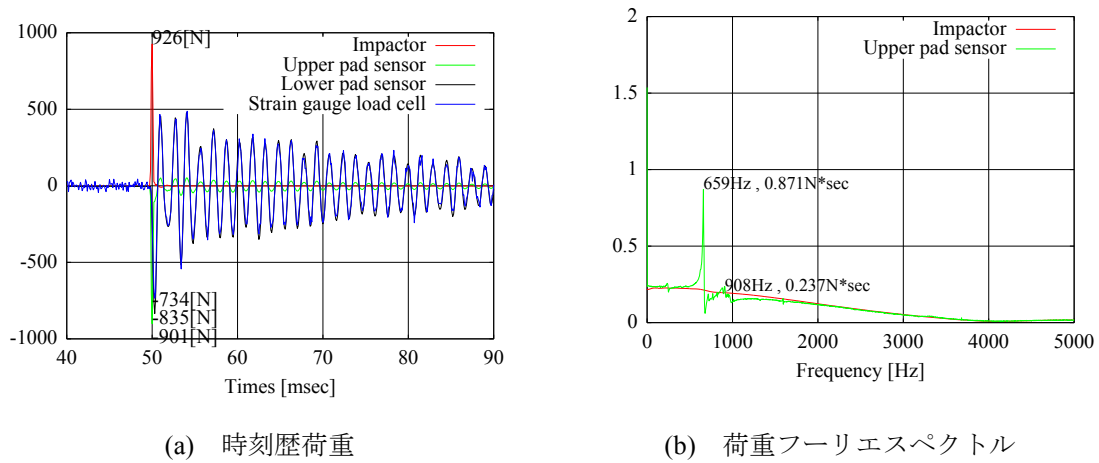 1000
500
0
-500
-1000
40
50
60
70
80
90
Times [msec]
926[N]
Impactor
Upper pad sensor
Lower pad sensor
Strain gauge load cell
-734[N]
-835[N]
-901[N]
(a) 時刻歴荷重
2
1.5
1
0.5
0
0
1000
2000
3000
4000
5000
Frequency [Hz]
Impactor
Upper pad sensor
659Hz , 0.871N*sec
908Hz , 0.237N*sec
(b) 荷重フーリエスペクトル